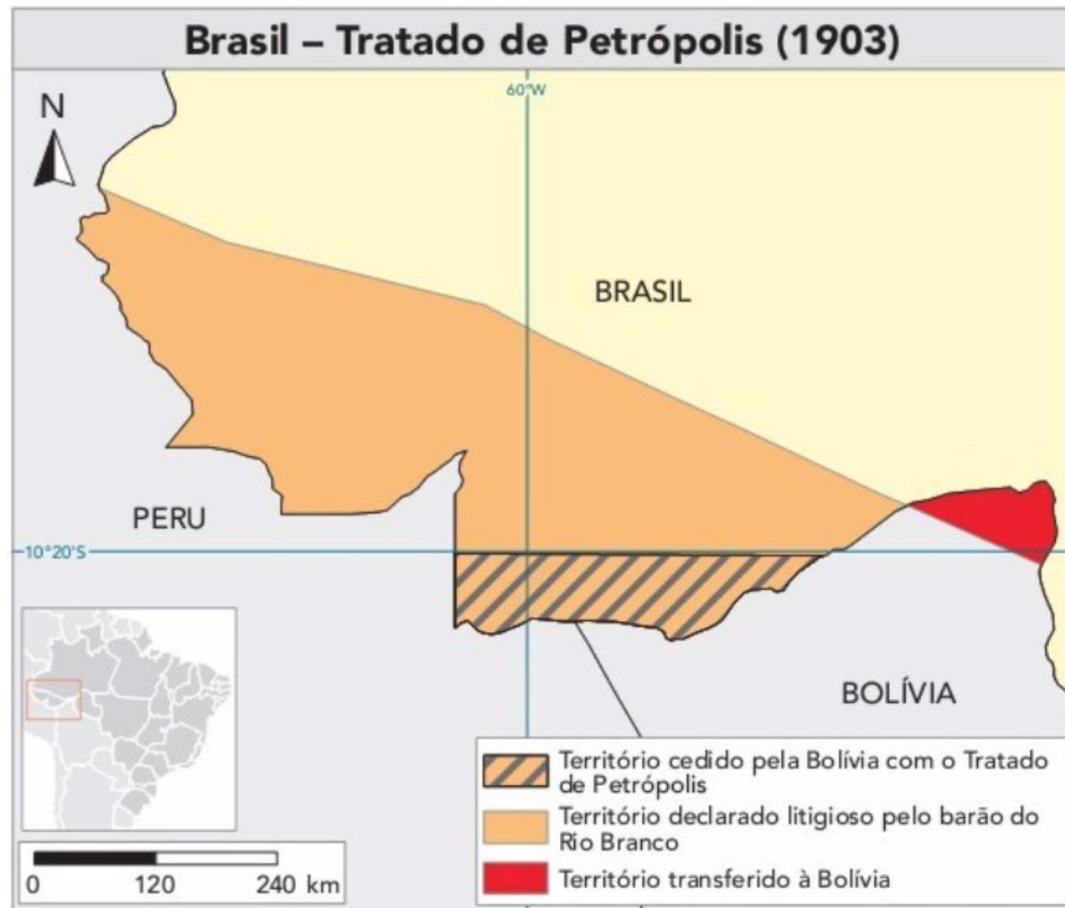 Brasil – Tratado de Petrópolis (1903)
N
60°W
BRASIL
PERU
10°20'S
BOLÍVIA
Território cedido pela Bolívia com o Tratado
de Petrópolis
Território declarado litigioso pelo barão do
Rio Branco
Território transferido à Bolívia
0 120 240 km